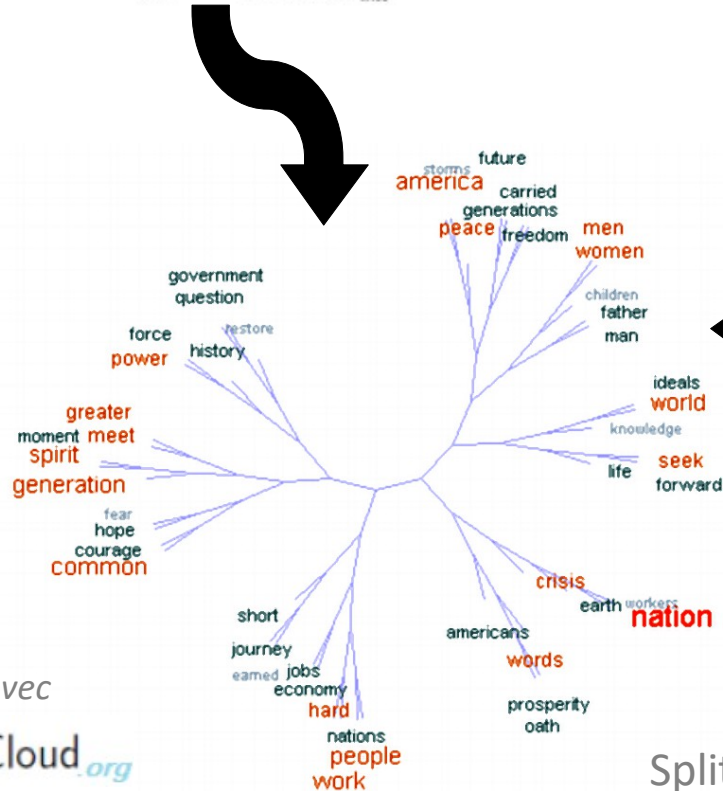 future
storms
america
carried
generations
peace
freedom
men
women
children
father
man
ideals
world
knowledge
seek
life
forward
government
question
restore
force
history
power
greater
moment meet
spirit
generation
fear
hope
courage
common
crisis
earth workers
nation
americans
words
prosperity
oath
short
journey
earned jobs
economy
hard
nations
people
work
vec
Cloud.org
Split